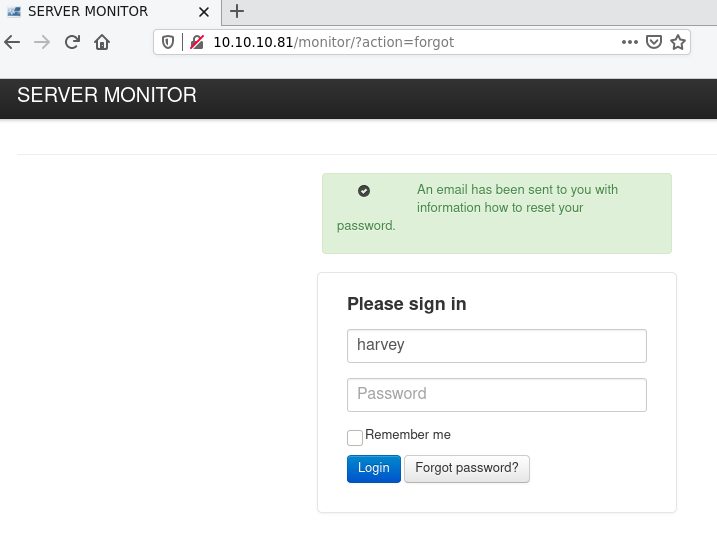 SERVER MONITOR
10.10.10.81/monitor/?action=forgot
SERVER MONITOR
An email has been sent to you with
information how to reset your
password.
Please sign in
harvey
Password
Remember me
Login Forgot password?